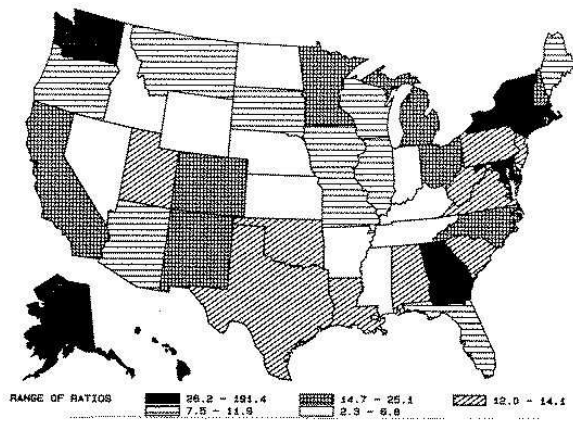 RANGE OF RATIOS 26.2 - 191.4 14.7 - 25.1 12.0 - 14.1
7.5 - 11.9 2.3 - 6.8